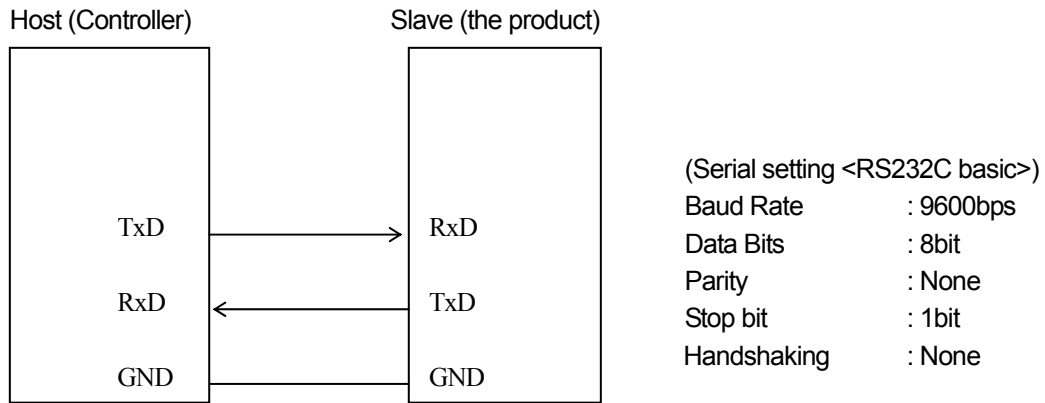 Host (Controller)
Slave (the product)
TxD
RxD
RxD
TxD
GND
GND
(Serial setting <RS232C basic>)
Baud Rate : 9600bps
Data Bits : 8bit
Parity : None
Stop bit : 1bit
Handshaking : None